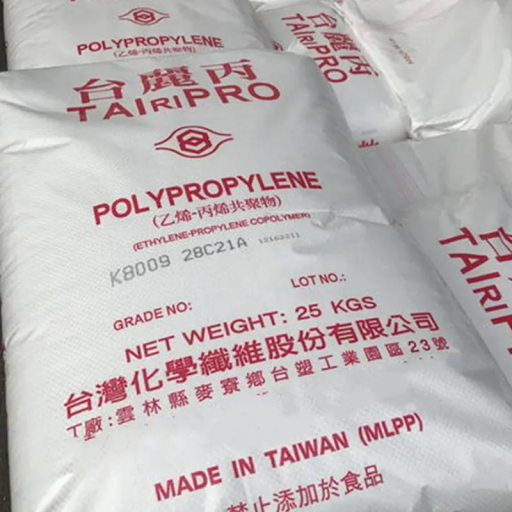 POLYPROPYLENE
(乙烯-丙烯共聚物)
台麗丙
TAIRIPRO
POLYPROPYLENE
(乙烯-丙烯共聚物)
(ETHYLENE-PROPYLENE COPOLYMER)
K8009 28C21A 12162211
GRADE NO: LOT NO.:
NET WEIGHT: 25 KGS
台灣化學纖維股份有限公司
工廠:雲林縣麥寮鄉台塑工業園區23號
MADE IN TAIWAN (MLPP)
禁止添加於食品
台麗丙
TAIRIPRO
台麗
TAIRI